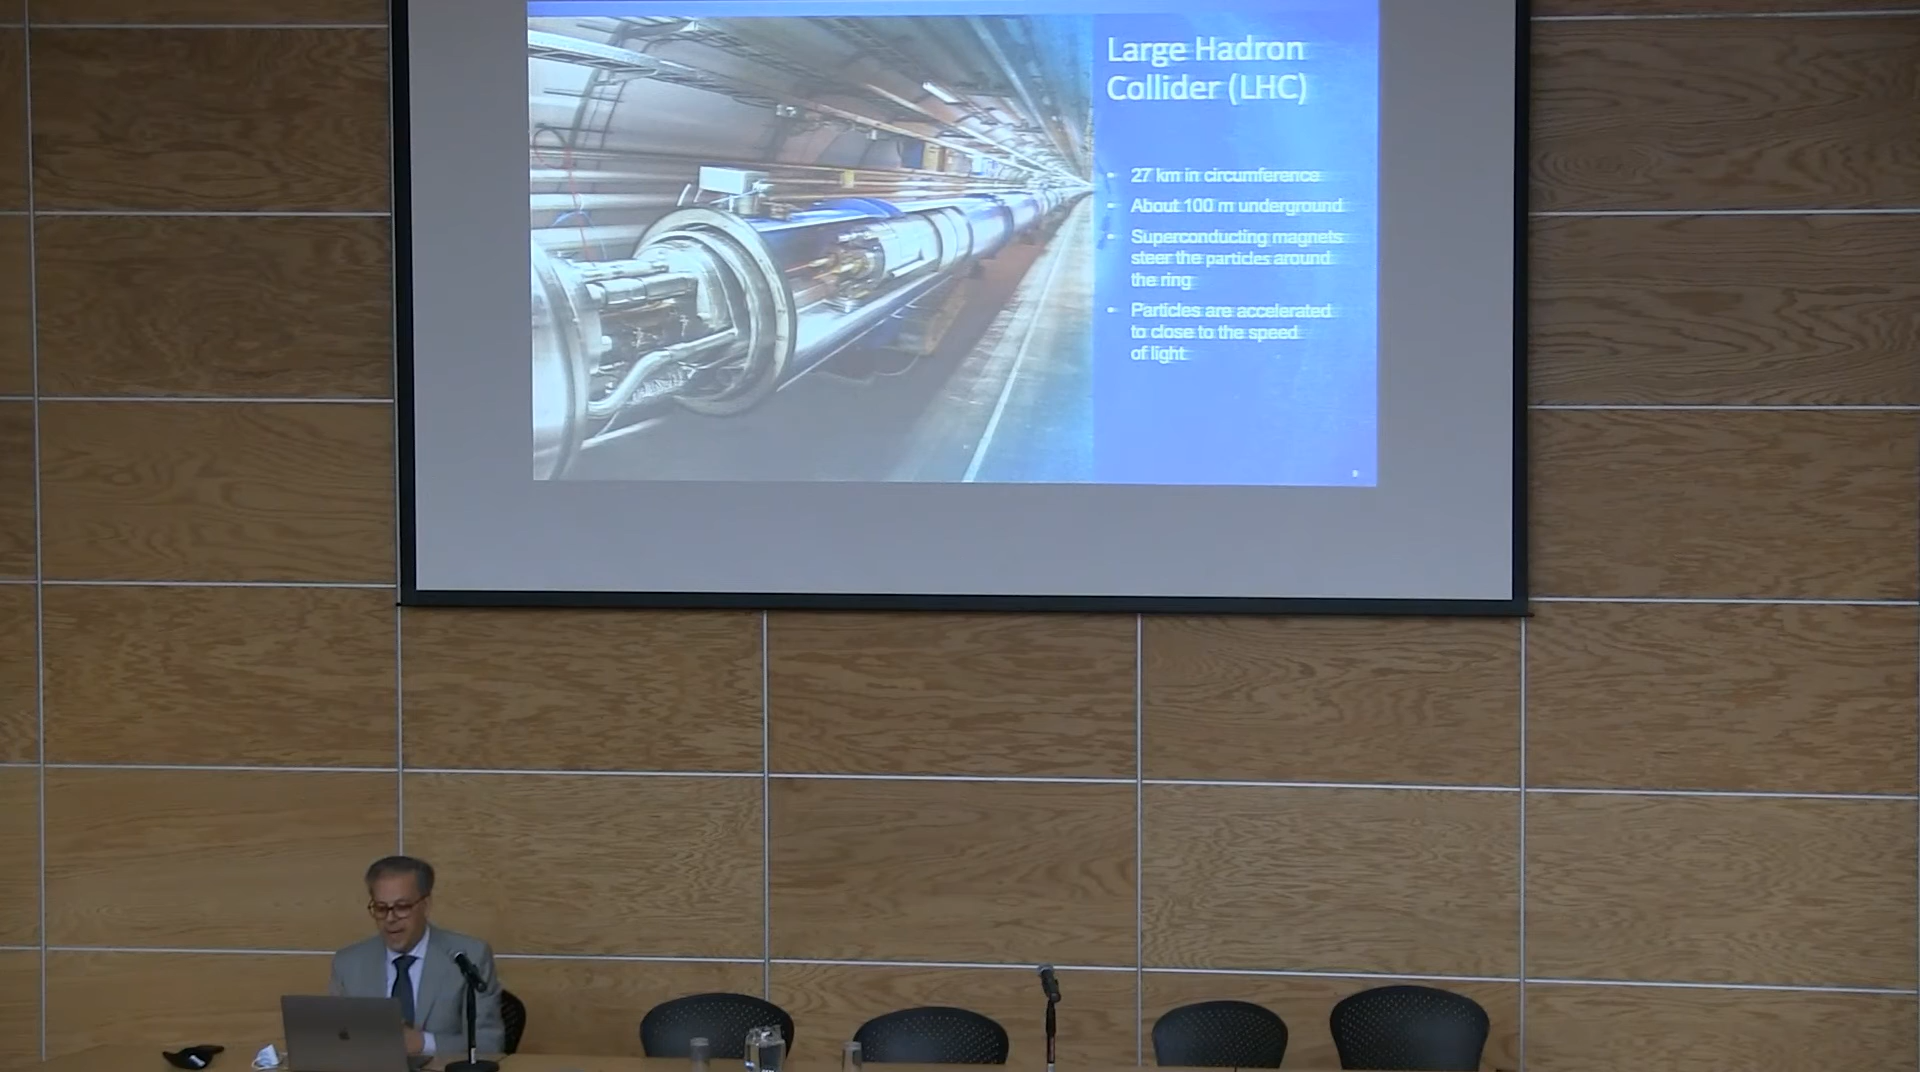 Large Hadron
Collider (LHC)
• 27 km in circumference
• About 100 m underground
• Superconducting magnets
steer the particles around
the ring
• Particles are accelerated
to close to the speed
of light